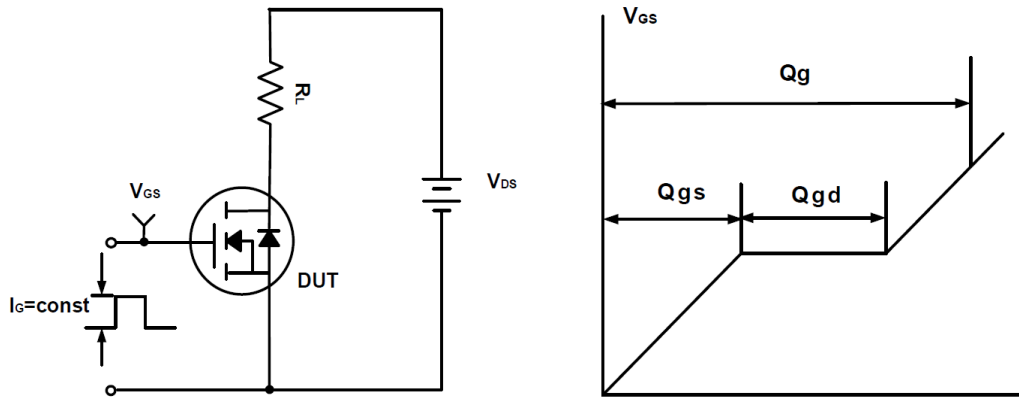 RL
VGS
VDS
DUT
IG=const
VGS
Qg
Qgs
Qgd